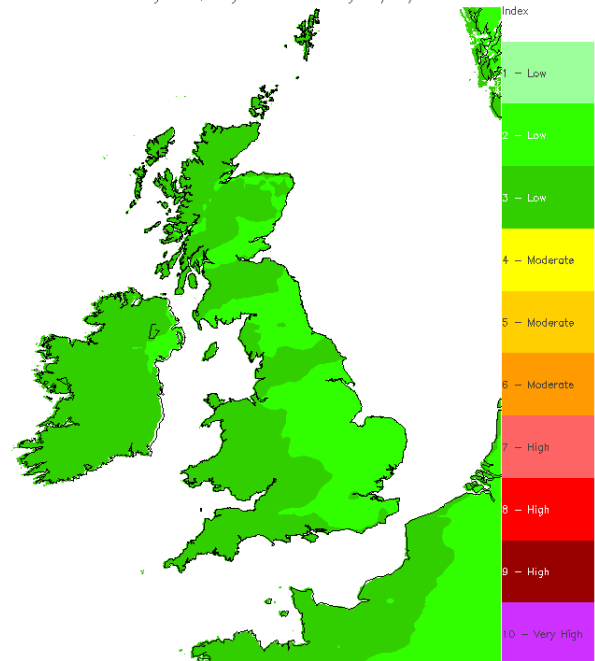 Index
1 – Low
2 – Low
3 – Low
4 – Moderate
5 – Moderate
6 – Moderate
7 – High
8 – High
9 – High
10 – Very High